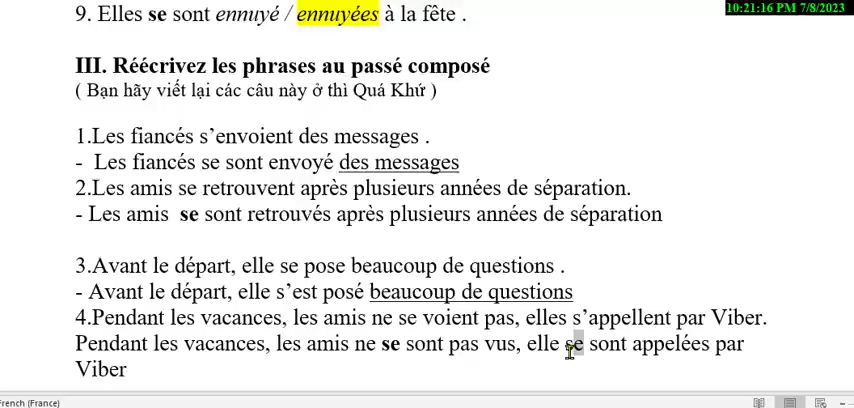 10:21:16 PM 7/8/2023
9. Elles se sont ennuyé / ennuyées à la fête .
III. Réécrivez les phrases au passé composé
( Bạn hãy viết lại các câu này ở thì Quá Khứ )
1.Les fiancés s’envoient des messages .
- Les fiancés se sont envoyé des messages
2.Les amis se retrouvent après plusieurs années de séparation.
- Les amis se sont retrouvés après plusieurs années de séparation
3.Avant le départ, elle se pose beaucoup de questions .
- Avant le départ, elle s’est posé beaucoup de questions
4.Pendant les vacances, les amis ne se voient pas, elles s’appellent par Viber.
Pendant les vacances, les amis ne se sont pas vus, elle se sont appelées par
Viber
French (France)